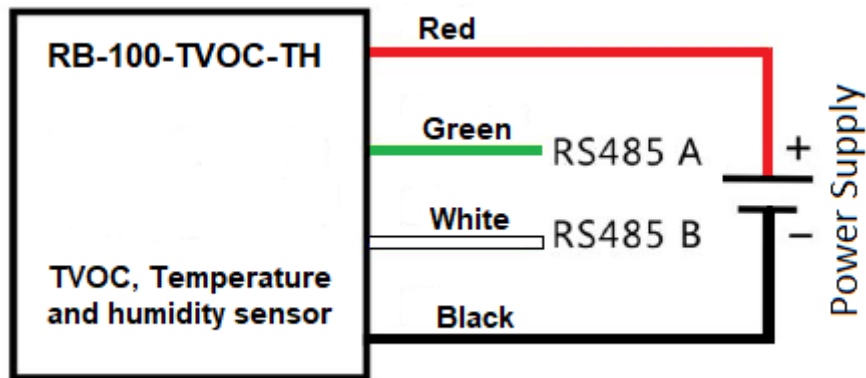 RB-100-TVOC-TH
Red
Green
RS485 A
White
RS485 B
TVOC, Temperature
and humidity sensor
Black
+
−
Power Supply